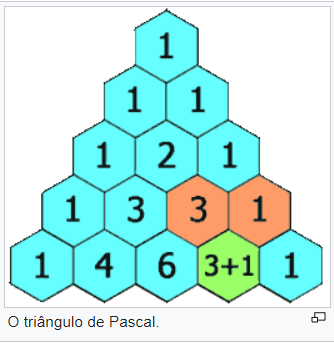 1
1 1
1 2 1
1 3 3 1
1 4 6 3+1 1
O triângulo de Pascal.